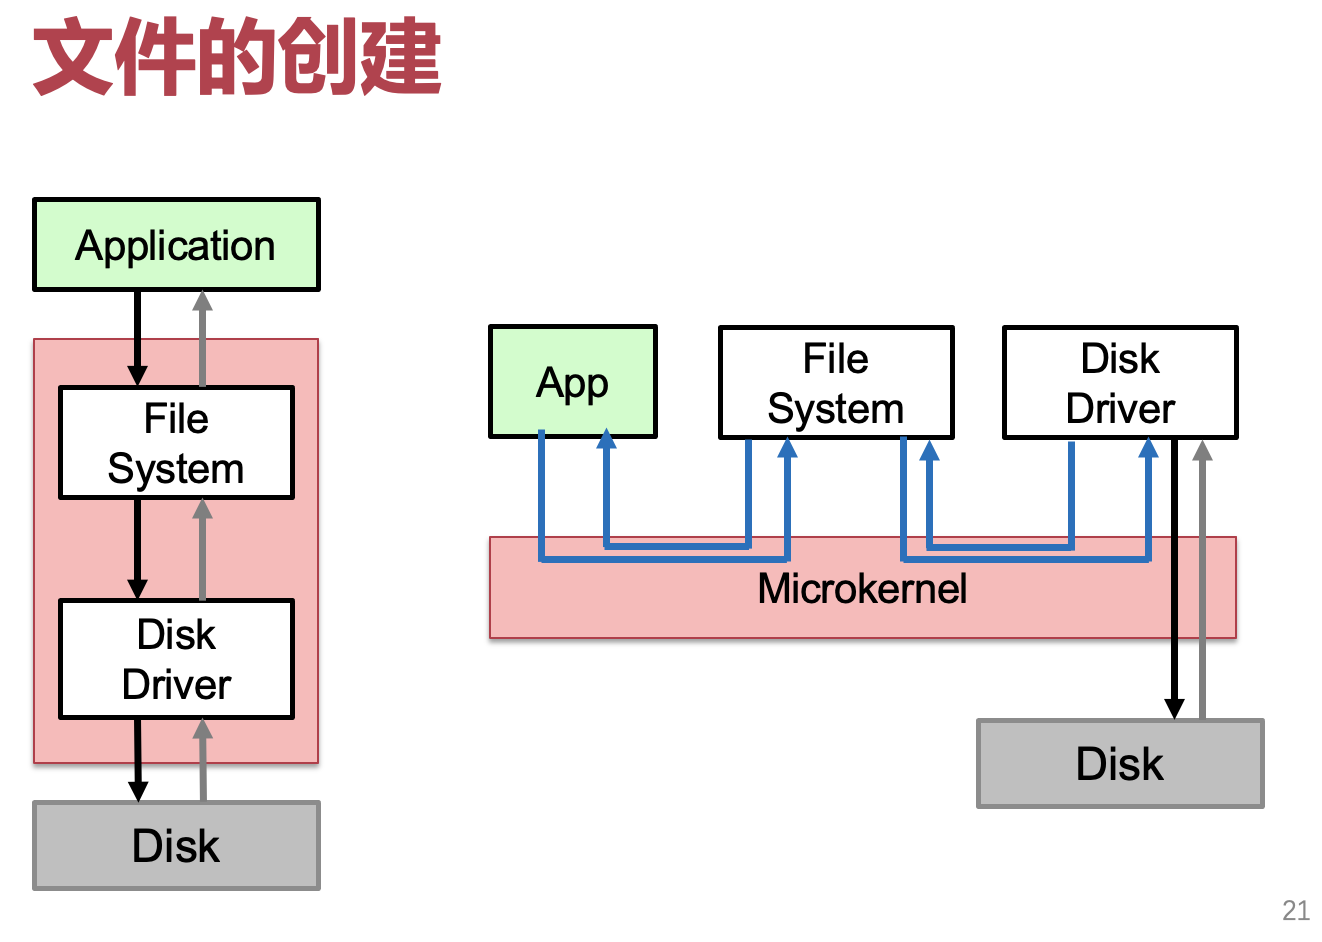 文件的创建
Application
File
System
Disk
Driver
Disk
App
File
System
Disk
Driver
Microkernel
Disk
21